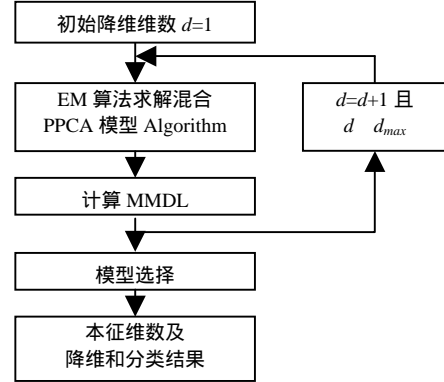 初始降维维数 d=1
EM 算法求解混合
PPCA 模型 Algorithm
d=d+1 且
d d_max
计算 MMDL
模型选择
本征维数及
降维和分类结果